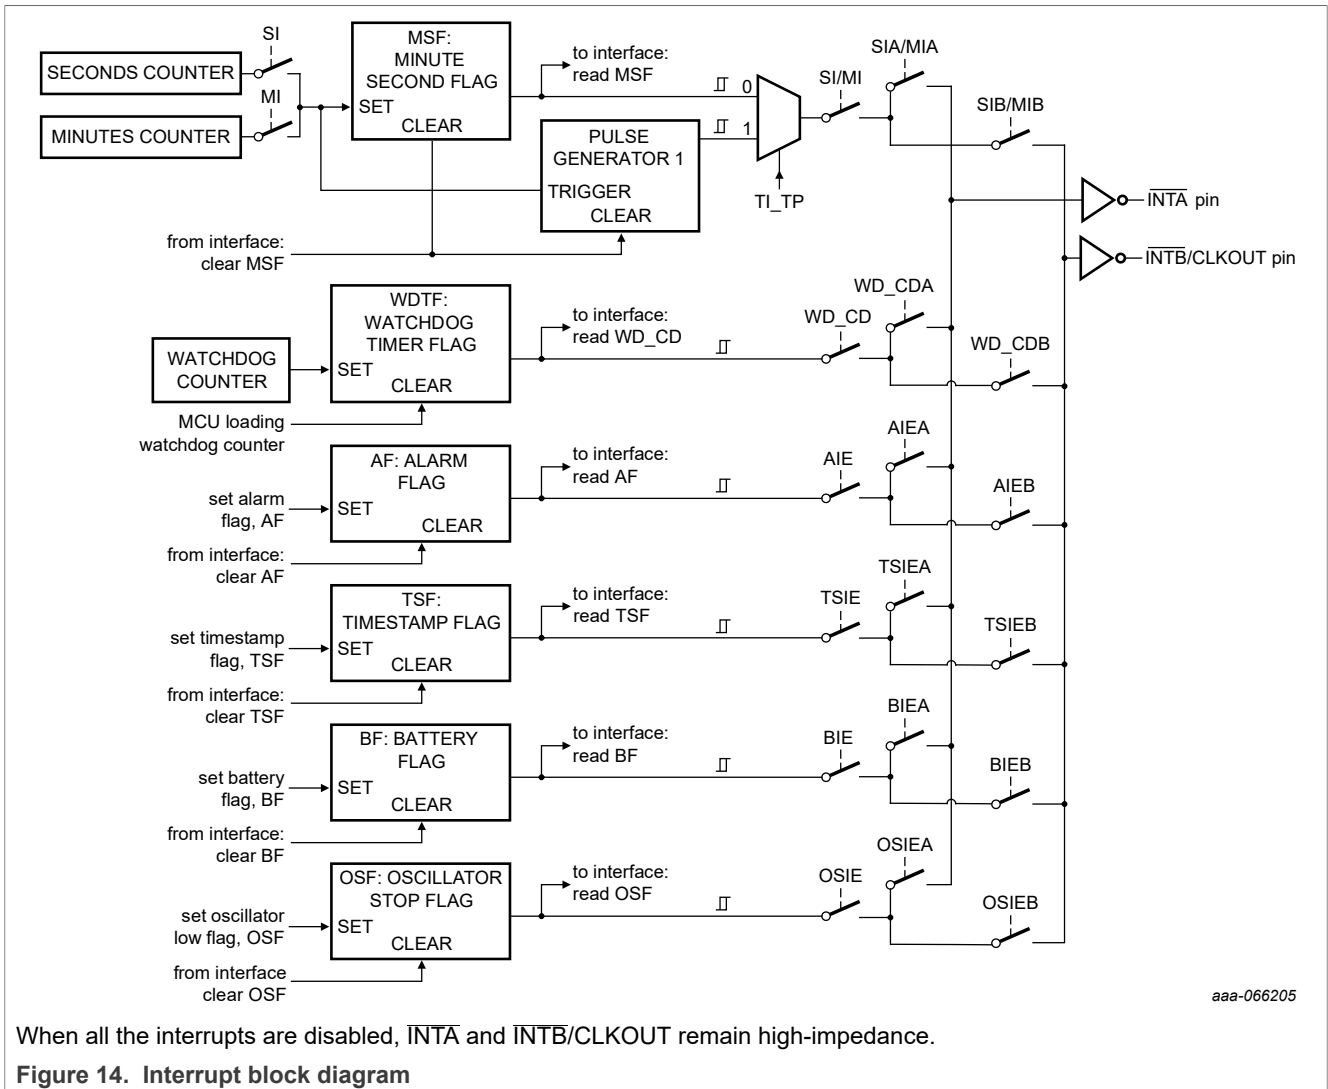 SI
SECONDS COUNTER
MI
MINUTES COUNTER
MSF:
MINUTE
SECOND FLAG
SET
CLEAR
to interface:
read MSF
PULSE
GENERATOR 1
TRIGGER
CLEAR
from interface:
clear MSF
0
1
TI_TP
SI/MI
SIA/MIA
SIB/MIB
INTA pin
INTB/CLKOUT pin
WATCHDOG
COUNTER
WDTF:
WATCHDOG
TIMER FLAG
SET
CLEAR
MCU loading
watchdog counter
to interface:
read WD_CD
WD_CD
WD_CDA
WD_CDB
AF: ALARM
FLAG
SET
CLEAR
set alarm
flag, AF
from interface:
clear AF
to interface:
read AF
AIE
AIEA
AIEB
TSF:
TIMESTAMP FLAG
SET
CLEAR
set timestamp
flag, TSF
from interface:
clear TSF
to interface:
read TSF
TSIE
TSIEA
TSIEB
BF: BATTERY
FLAG
SET
CLEAR
set battery
flag, BF
from interface:
clear BF
to interface:
read BF
BIE
BIEA
BIEB
OSF: OSCILLATOR
STOP FLAG
SET
CLEAR
set oscillator
low flag, OSF
from interface
clear OSF
to interface:
read OSF
OSIE
OSIEA
OSIEB
aaa-066205
When all the interrupts are disabled, INTA and INTB/CLKOUT remain high-impedance.
Figure 14. Interrupt block diagram